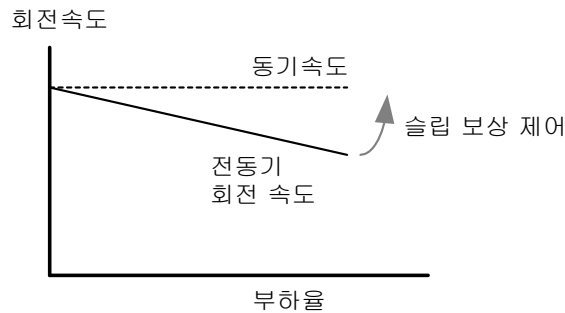 회전속도
동기속도
슬립 보상 제어
전동기
회전 속도
부하율